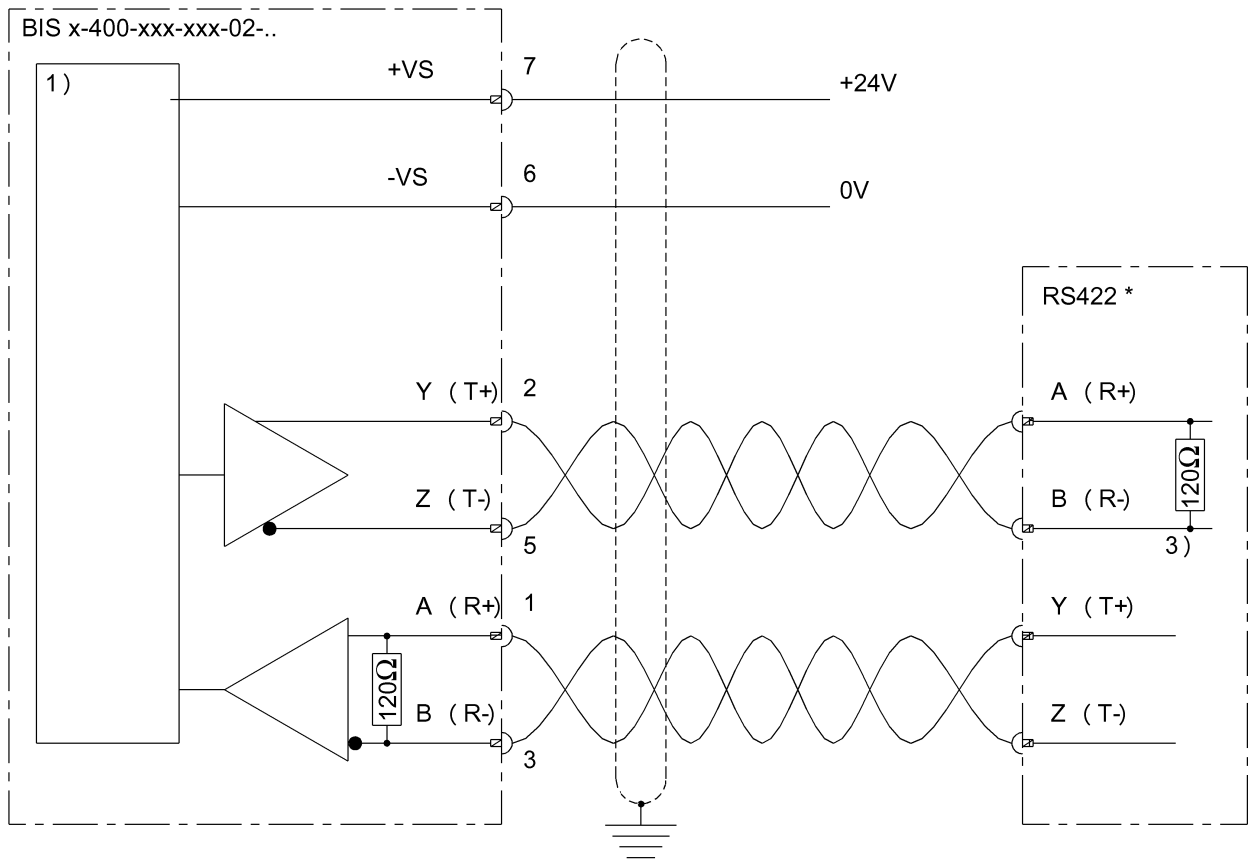 BIS x-400-xxx-xxx-02-..
1)
+VS
7
+24V
-VS
6
0V
RS422 *
Y (T+)
2
A (R+)
120Ω
Z (T-)
5
B (R-)
3)
A (R+)
1
Y (T+)
120Ω
B (R-)
3
Z (T-)